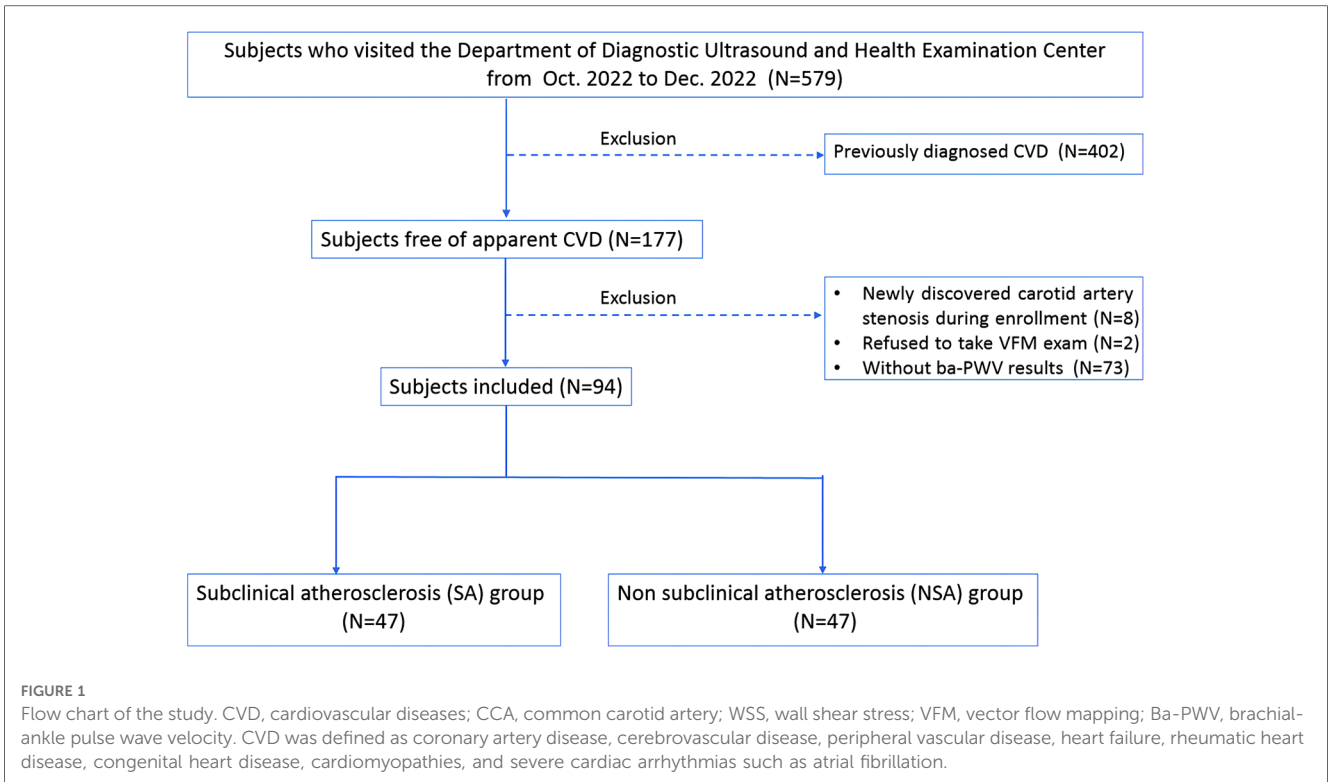 Subjects who visited the Department of Diagnostic Ultrasound and Health Examination Center
from Oct. 2022 to Dec. 2022 (N=579)
Exclusion
Previously diagnosed CVD (N=402)
Subjects free of apparent CVD (N=177)
Exclusion
• Newly discovered carotid artery
stenosis during enrollment (N=8)
• Refused to take VFM exam (N=2)
• Without ba-PWV results (N=73)
Subjects included (N=94)
Subclinical atherosclerosis (SA) group
(N=47)
Non subclinical atherosclerosis (NSA) group
(N=47)
FIGURE 1
Flow chart of the study. CVD, cardiovascular diseases; CCA, common carotid artery; WSS, wall shear stress; VFM, vector flow mapping; Ba-PWV, brachial-
ankle pulse wave velocity. CVD was defined as coronary artery disease, cerebrovascular disease, peripheral vascular disease, heart failure, rheumatic heart
disease, congenital heart disease, cardiomyopathies, and severe cardiac arrhythmias such as atrial fibrillation.